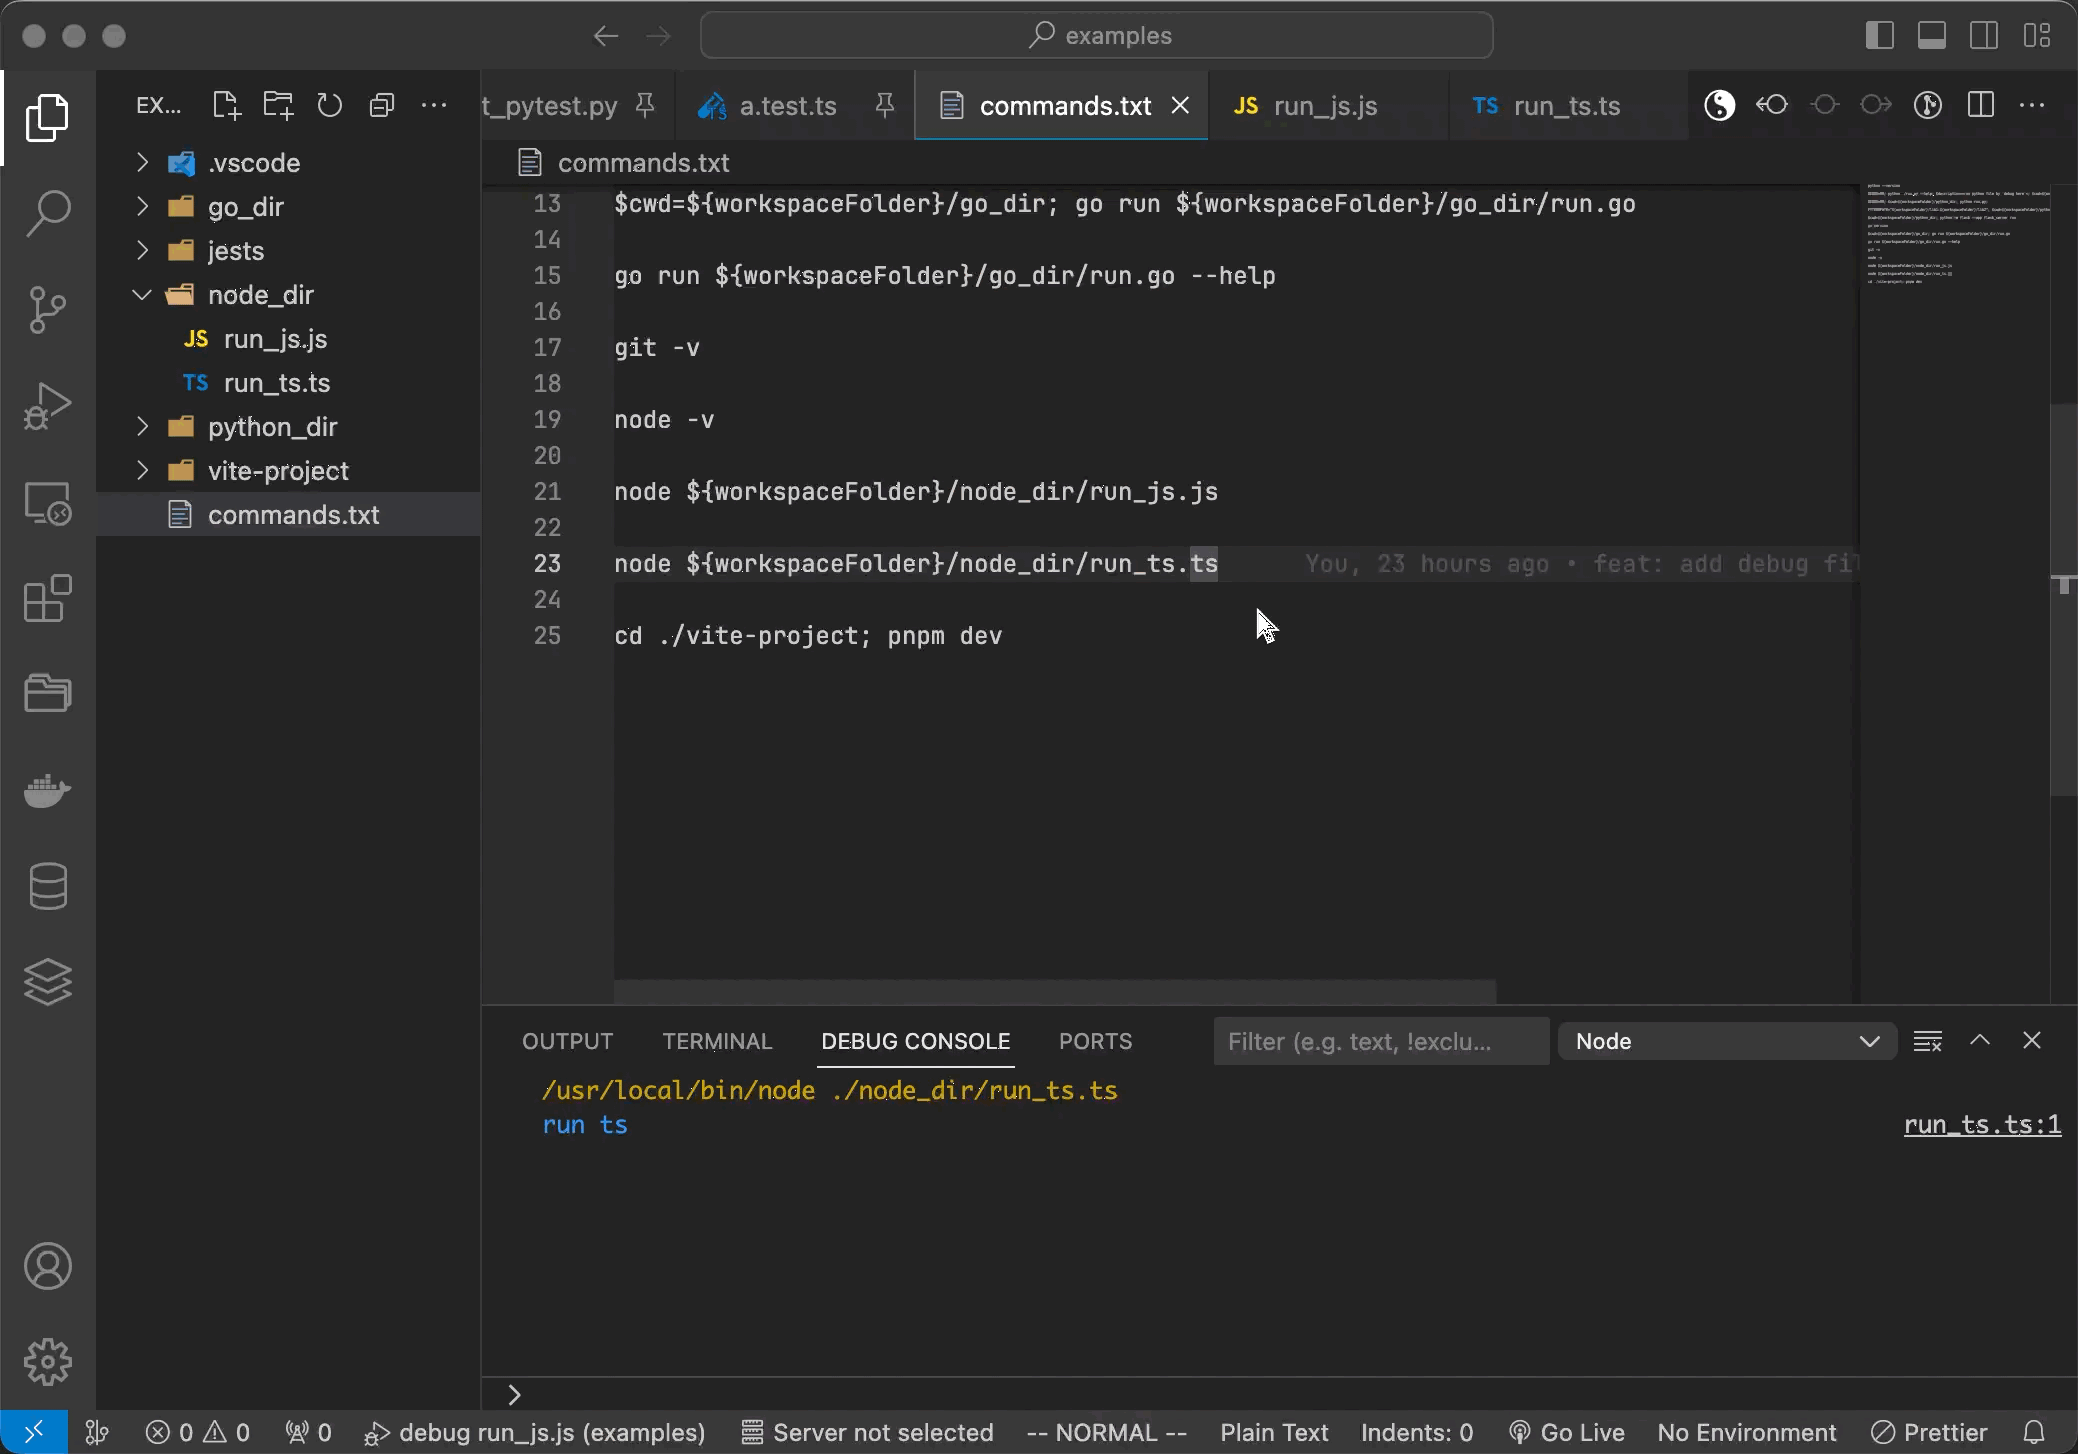 examples
EX...
.vscode
go_dir
jests
node_dir
JS run_js.js
TS run_ts.ts
python_dir
vite-project
commands.txt
t_pytest.py
a.test.ts
commands.txt
JS run_js.js
TS run_ts.ts
commands.txt
13 $cwd=${workspaceFolder}/go_dir; go run ${workspaceFolder}/go_dir/run.go
14
15 go run ${workspaceFolder}/go_dir/run.go --help
16
17 git -v
18
19 node -v
20
21 node ${workspaceFolder}/node_dir/run_js.js
22
23 node ${workspaceFolder}/node_dir/run_ts.ts You, 23 hours ago • feat: add debug fil
24
25 cd ./vite-project; pnpm dev
OUTPUT TERMINAL DEBUG CONSOLE PORTS Filter (e.g. text, !exclu... Node
/usr/local/bin/node ./node_dir/run_ts.ts
run ts run_ts.ts:1
0 0 0 debug run_js.js (examples) Server not selected -- NORMAL -- Plain Text Indents: 0 Go Live No Environment Prettier